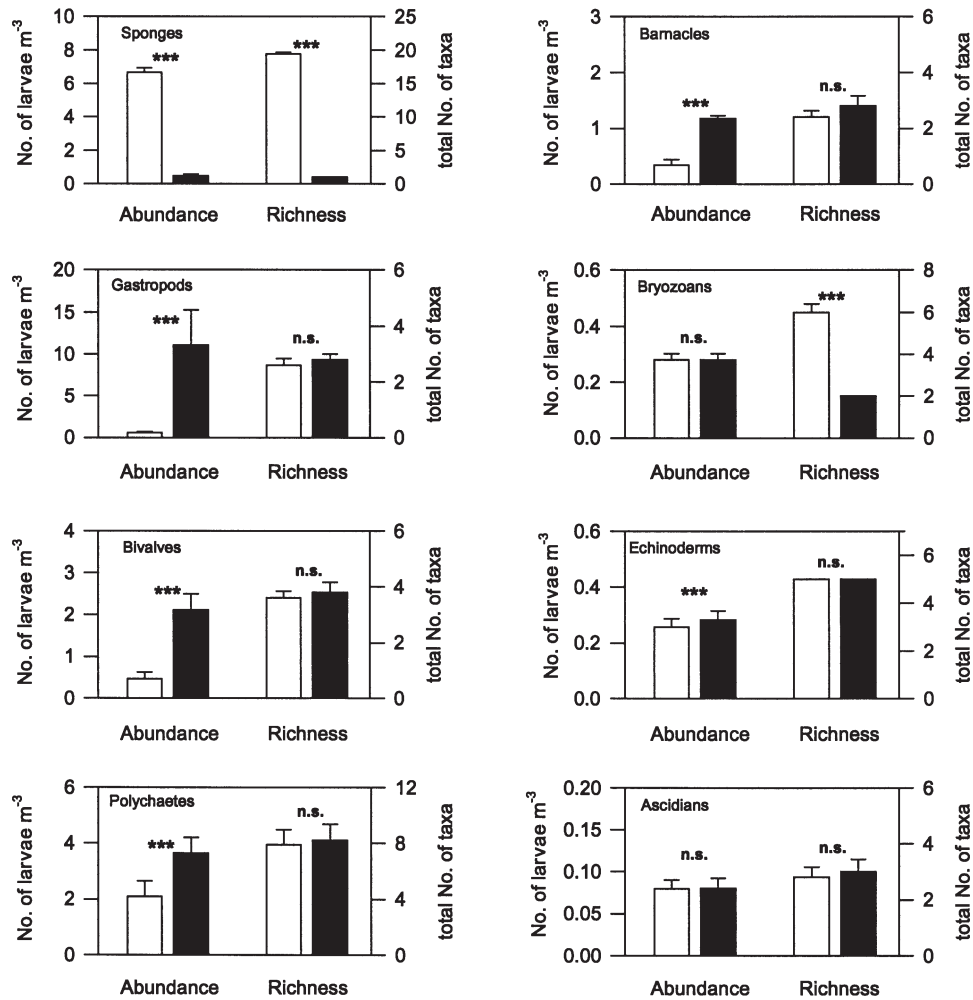 Sponges
No. of larvae m-3
total No. of taxa
10
8
6
4
2
0
25
20
15
10
5
0
***
***
Abundance Richness
Barnacles
No. of larvae m-3
total No. of taxa
3
2
1
0
6
4
2
0
***
n.s.
Abundance Richness
Gastropods
No. of larvae m-3
total No. of taxa
20
15
10
5
0
6
4
2
0
***
n.s.
Abundance Richness
Bryozoans
No. of larvae m-3
total No. of taxa
0.6
0.4
0.2
0.0
8
6
4
2
0
n.s.
***
Abundance Richness
Bivalves
No. of larvae m-3
total No. of taxa
4
3
2
1
0
6
4
2
0
***
n.s.
Abundance Richness
Echinoderms
No. of larvae m-3
total No. of taxa
0.6
0.4
0.2
0.0
6
4
2
0
***
n.s.
Abundance Richness
Polychaetes
No. of larvae m-3
total No. of taxa
6
4
2
0
12
8
4
0
***
n.s.
Abundance Richness
Ascidians
No. of larvae m-3
total No. of taxa
0.20
0.15
0.10
0.05
0.00
6
4
2
0
n.s.
n.s.
Abundance Richness